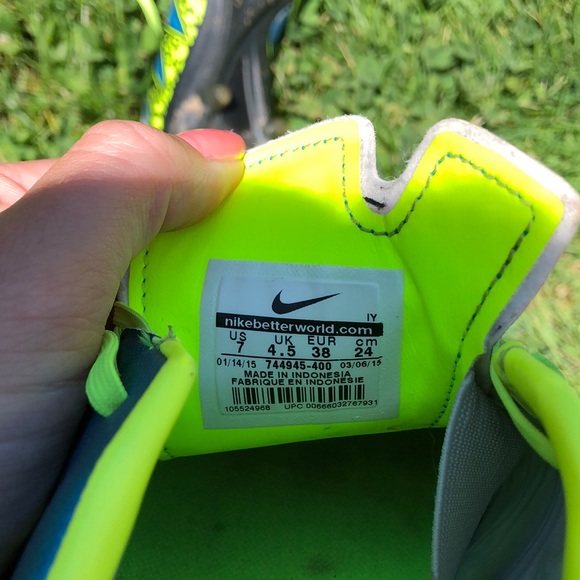 IY
nikebetterworld.com
US UK EUR cm
7 4.5 38 24
01/14/15 744945-400 03/06/15
MADE IN INDONESIA
FABRIQUE EN INDONESIE
105524968 UPC 00666032767931